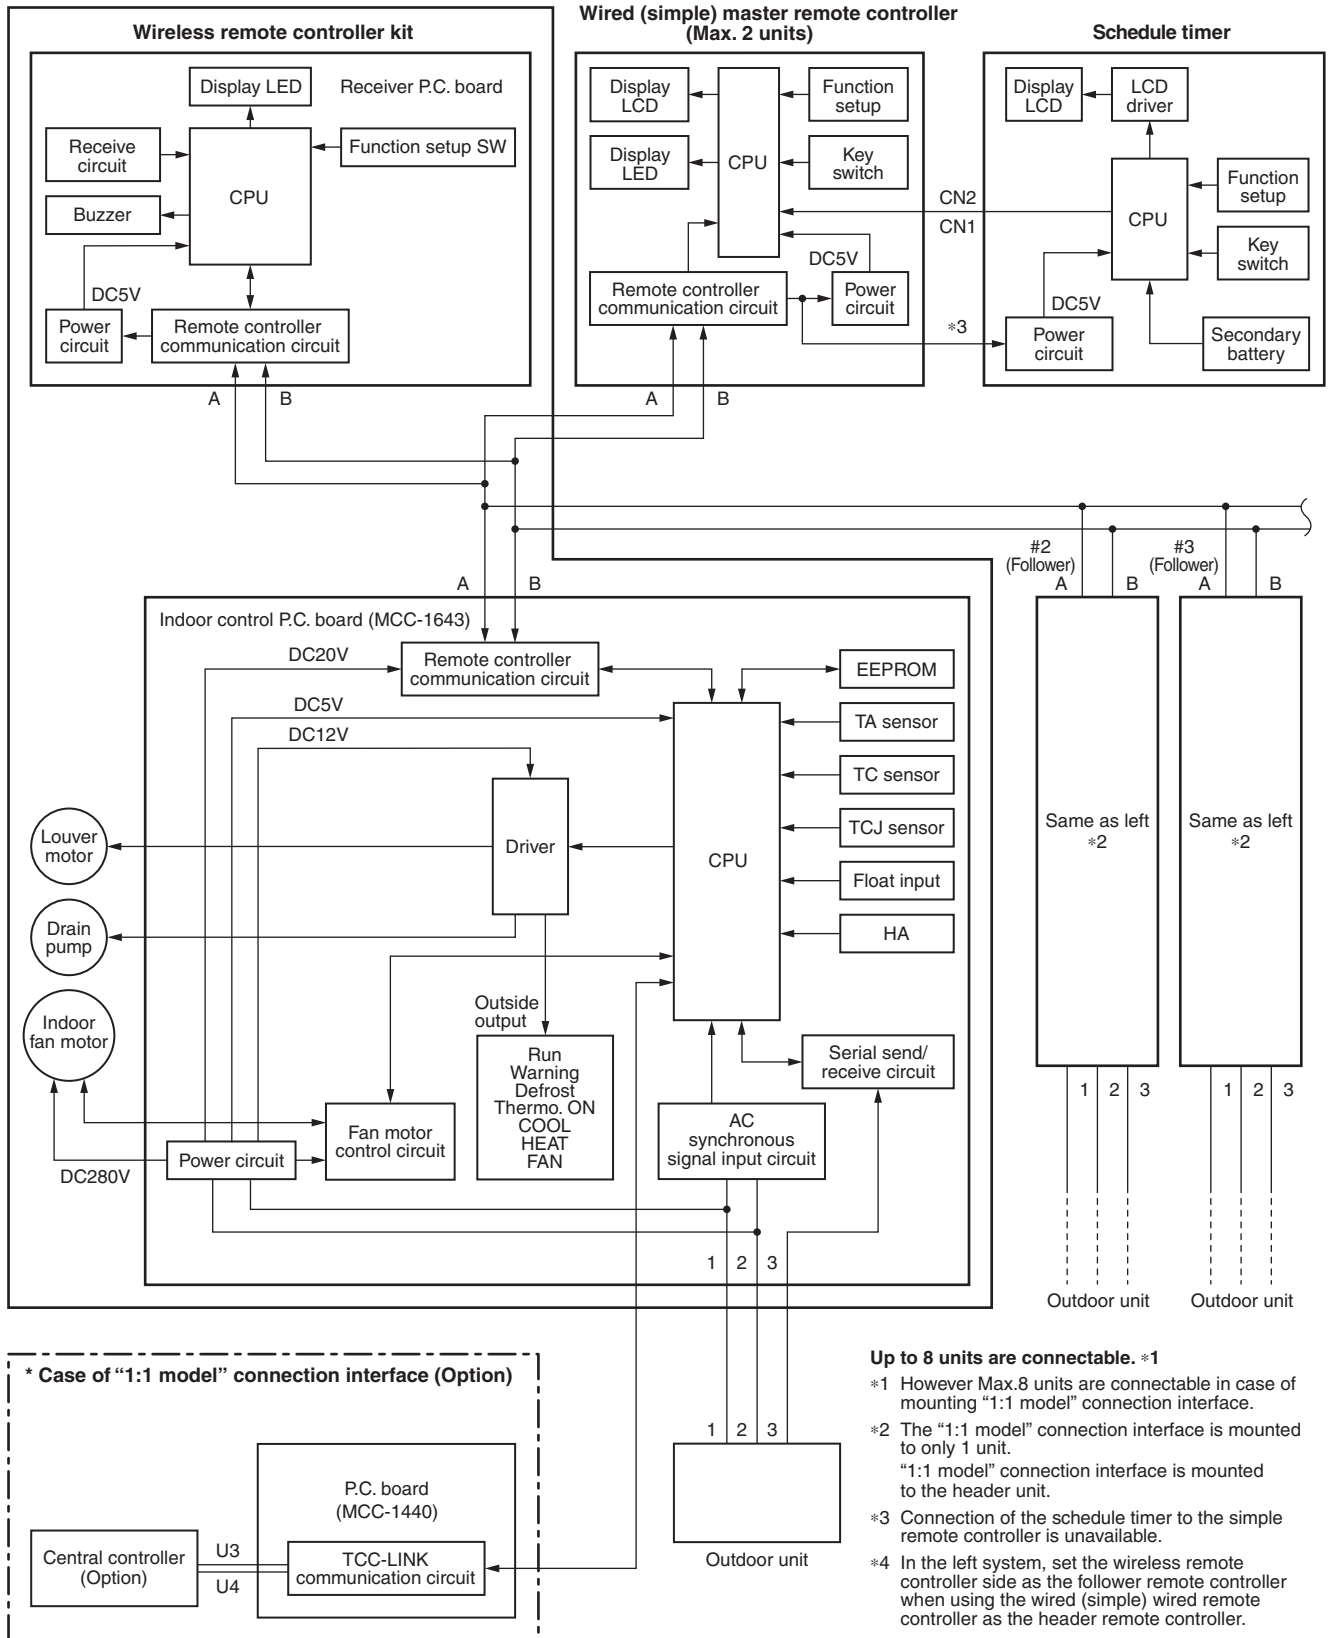 Wireless remote controller kit
Display LED
Receiver P.C. board
Receive
circuit
Function setup SW
CPU
Buzzer
DC5V
Power
circuit
Remote controller
communication circuit
A
B
Wired (simple) master remote controller
(Max. 2 units)
Display
LCD
Function
setup
Display
LED
CPU
Key
switch
DC5V
Remote controller
communication circuit
Power
circuit
A
B
CN2
CN1
*3
Schedule timer
Display
LCD
LCD
driver
CPU
Function
setup
Key
switch
DC5V
Power
circuit
Secondary
battery
#2
(Follower)
A
B
#3
(Follower)
A
B
A
B
Indoor control P.C. board (MCC-1643)
DC20V
Remote controller
communication circuit
EEPROM
DC5V
DC12V
TA sensor
TC sensor
TCJ sensor
Float input
HA
CPU
Driver
Louver
motor
Drain
pump
Indoor
fan motor
Outside
output
Run
Warning
Defrost
Thermo. ON
COOL
HEAT
FAN
Serial send/
receive circuit
AC
synchronous
signal input circuit
Fan motor
control circuit
Power circuit
DC280V
1
2
3
Same as left
*2
Same as left
*2
1
2
3
1
2
3
Outdoor unit
Outdoor unit
* Case of “1:1 model” connection interface (Option)
P.C. board
(MCC-1440)
Central controller
(Option)
U3
U4
TCC-LINK
communication circuit
1
2
3
Outdoor unit
Up to 8 units are connectable. *1
*1 However Max.8 units are connectable in case of
mounting “1:1 model” connection interface.
*2 The “1:1 model” connection interface is mounted
to only 1 unit.
“1:1 model” connection interface is mounted
to the header unit.
*3 Connection of the schedule timer to the simple
remote controller is unavailable.
*4 In the left system, set the wireless remote
controller side as the follower remote controller
when using the wired (simple) wired remote
controller as the header remote controller.